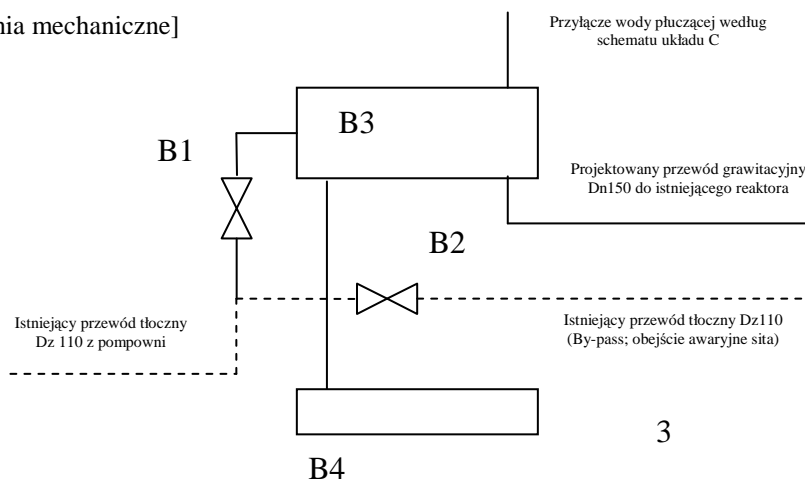 Przyłącze wody płuczącej według
schematu układu C
mechaniczne]
B3
B1
Projektowany przewód grawitacyjny
Dn150 do istniejącego reaktora
B2
Istniejący przewód tłoczny
Dz 110 z pompowni
Istniejący przewód tłoczny Dz110
(By-pass; obejście awaryjne sita)
3
B4